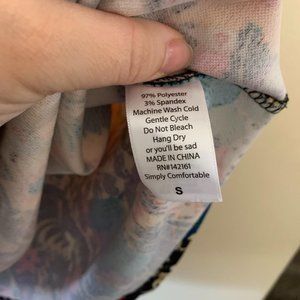 97% Polyester
3% Spandex
Machine Wash Cold
Gentle Cycle
Do Not Bleach
Hang Dry
or you'll be sad
MADE IN CHINA
RN#142161
Simply Comfortable
S